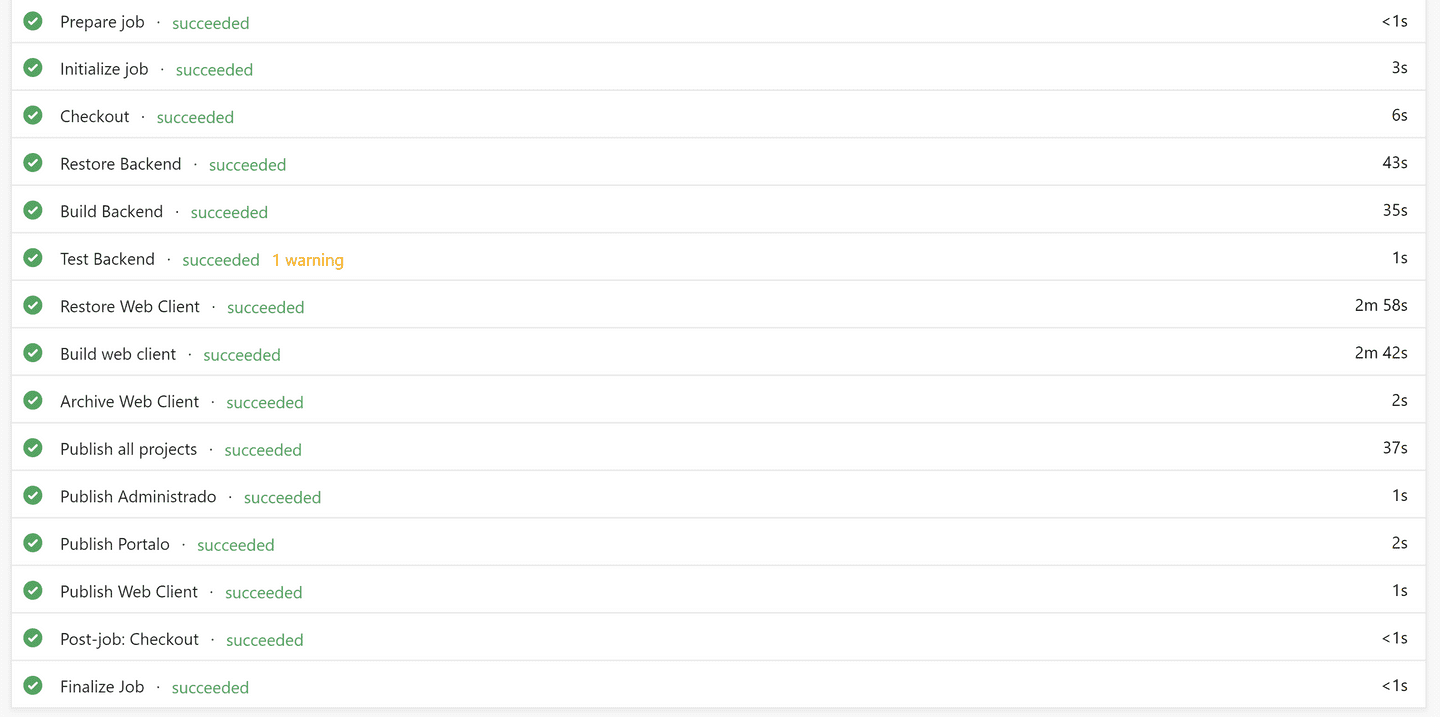 Prepare job · succeeded <1s
Initialize job · succeeded 3s
Checkout · succeeded 6s
Restore Backend · succeeded 43s
Build Backend · succeeded 35s
Test Backend · succeeded 1 warning 1s
Restore Web Client · succeeded 2m 58s
Build web client · succeeded 2m 42s
Archive Web Client · succeeded 2s
Publish all projects · succeeded 37s
Publish Administrado · succeeded 1s
Publish Portalo · succeeded 2s
Publish Web Client · succeeded 1s
Post-job: Checkout · succeeded <1s
Finalize Job · succeeded <1s